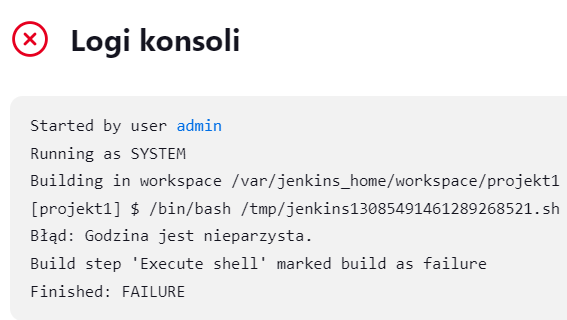 Logi konsoli
Started by user admin
Running as SYSTEM
Building in workspace /var/jenkins_home/workspace/projekt1
[projekt1] $ /bin/bash /tmp/jenkins13085491461289268521.sh
Błąd: Godzina jest nieparzysta.
Build step 'Execute shell' marked build as failure
Finished: FAILURE